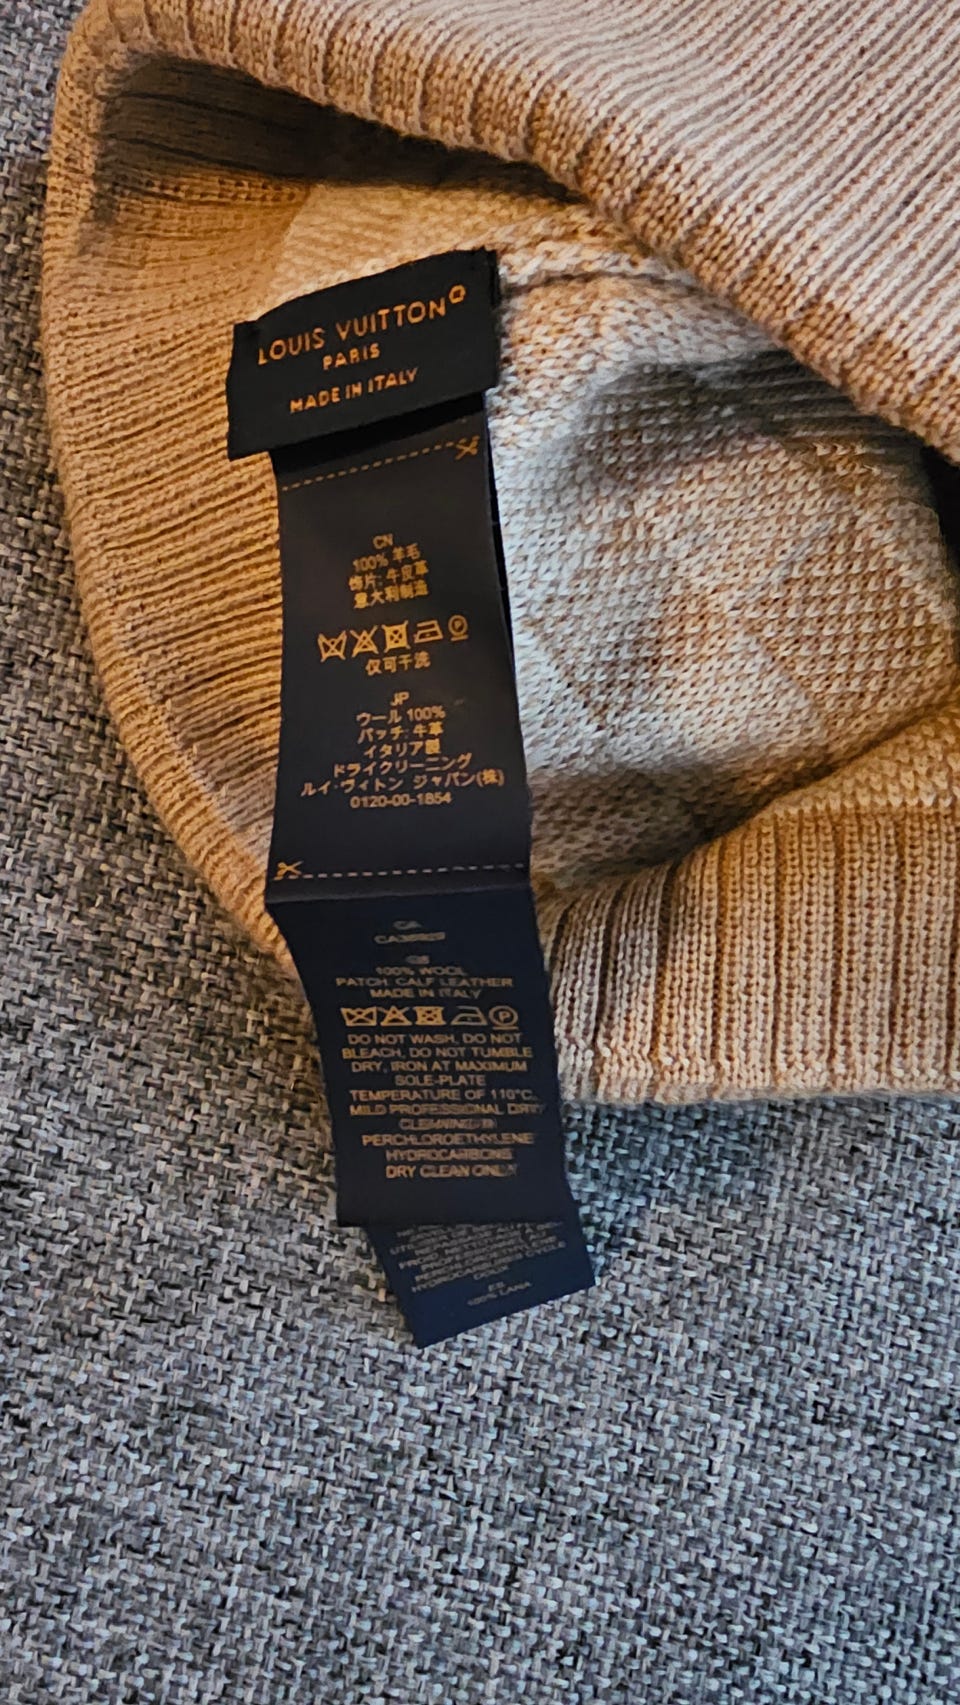 LOUIS VUITTON
PARIS
MADE IN ITALY
CN
100% 羊毛
饰片: 牛皮革
意大利制造
仅可干洗
JP
ウール 100%
パッチ: 牛革
イタリア製
ドライクリーニング
ルイ・ヴィトン ジャパン(株)
0120-00-1854
CA
GB
100% WOOL
PATCH: CALF LEATHER
MADE IN ITALY
DO NOT WASH, DO NOT
BLEACH, DO NOT TUMBLE
DRY, IRON AT MAXIMUM
SOLE-PLATE
TEMPERATURE OF 110°C,
MILD PROFESSIONAL DRY
CLEANING IN
PERCHLOROETHYLENE
HYDROCARBONS
DRY CLEAN ONLY
ES
100% LANA